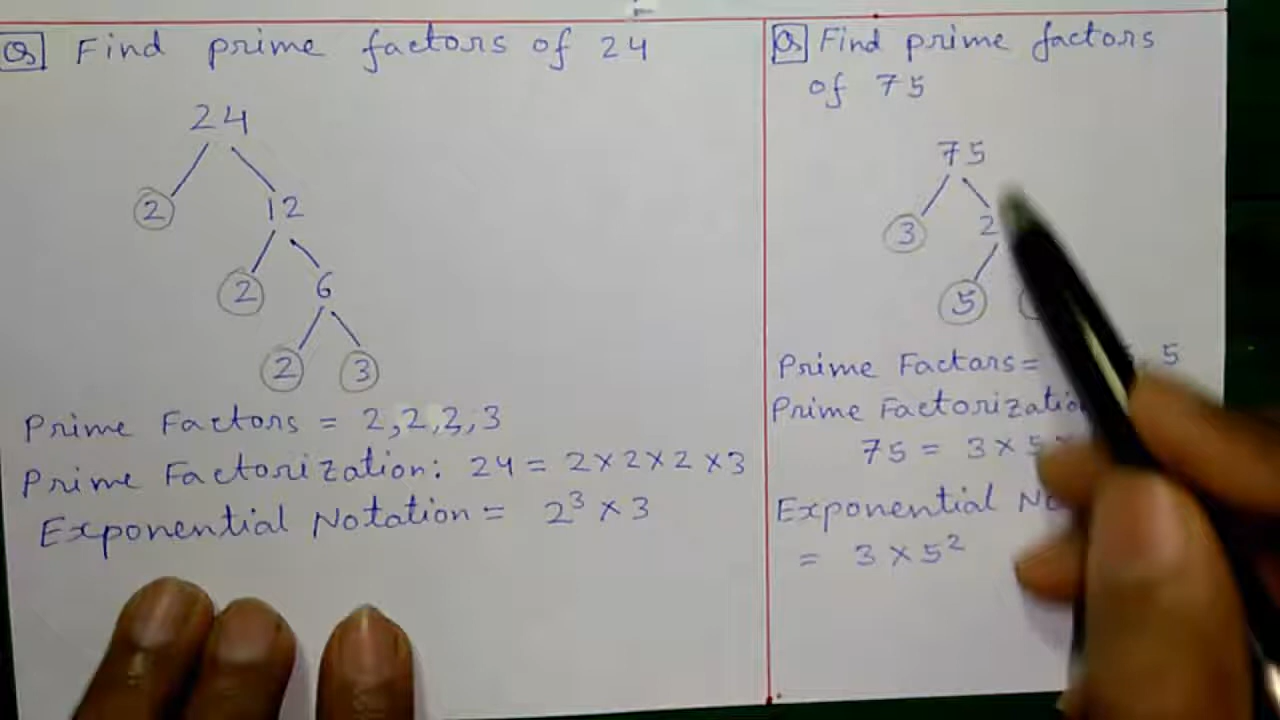 Q Find prime factors of 24
24
2 12
2 6
2 3
Prime Factors = 2,2,2,3
Prime Factorization: 24 = 2×2×2×3
Exponential Notation = 2³×3
Q Find prime factors
of 75
75
3 2
5
Prime Factors= 5
Prime Factorization
75 = 3×5×
Exponential
= 3×5²